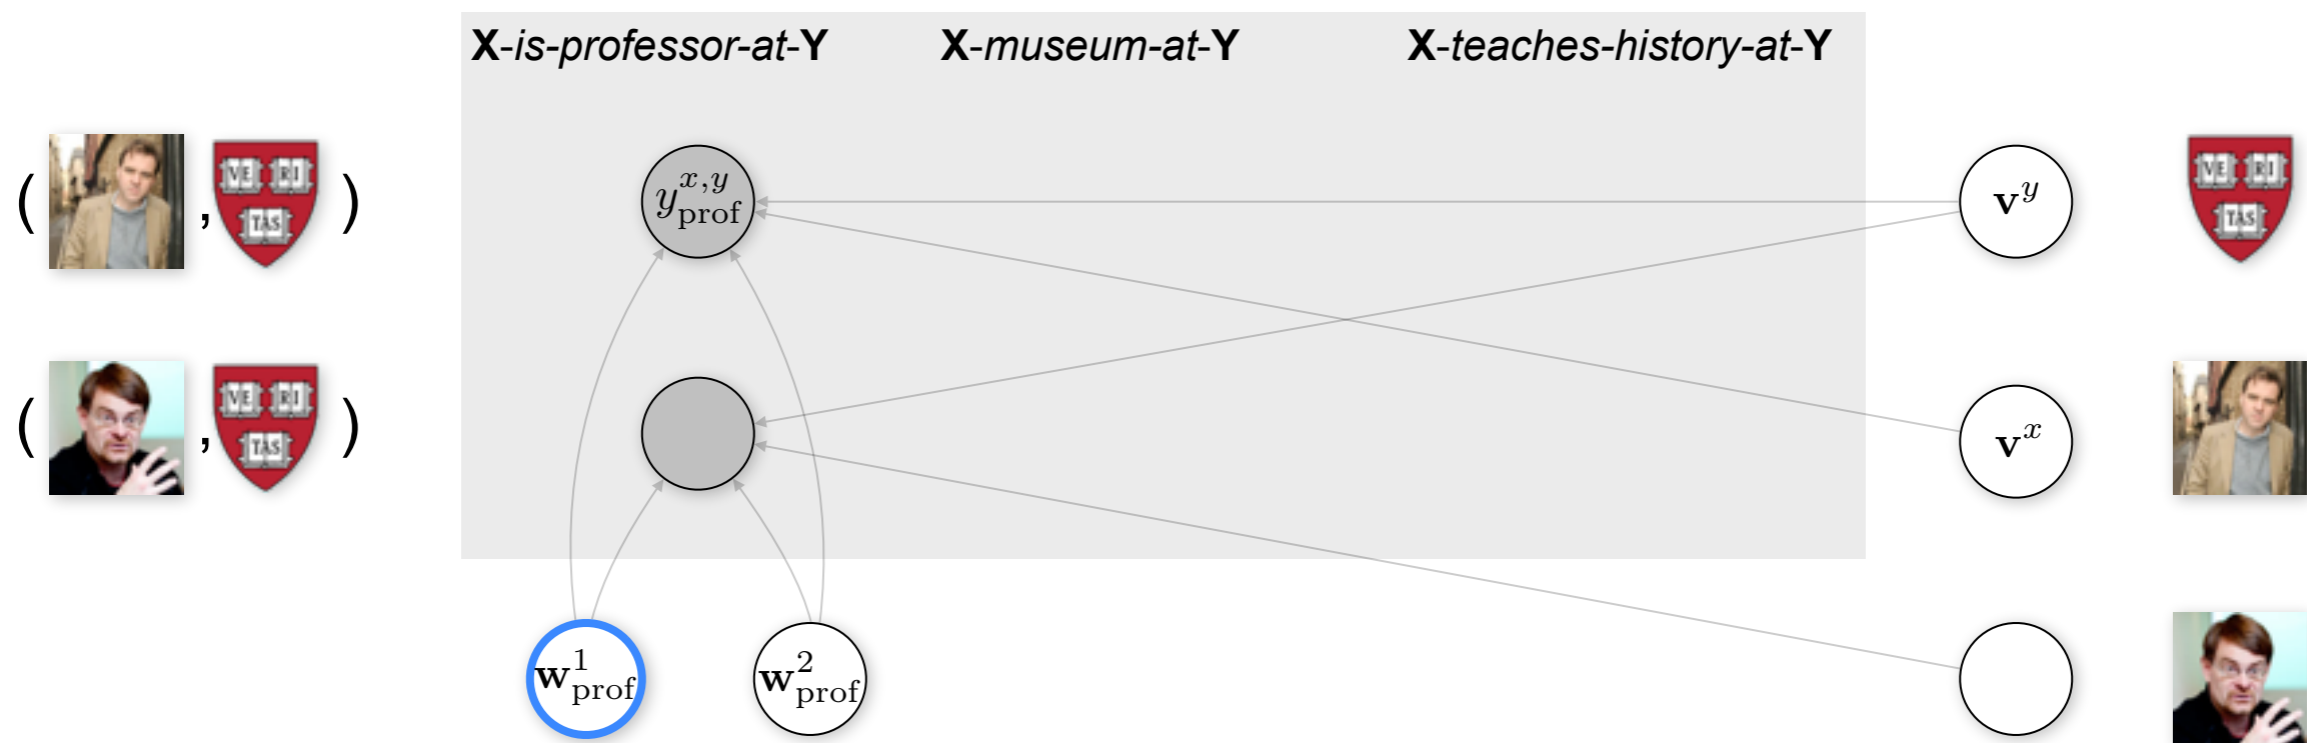 X-is-professor-at-Y X-museum-at-Y X-teaches-history-at-Y
( VE RI TAS , ) y^{x,y}_{prof} v^y VE RI TAS
( VE RI TAS , ) v^x
w^1_{prof} w^2_{prof}